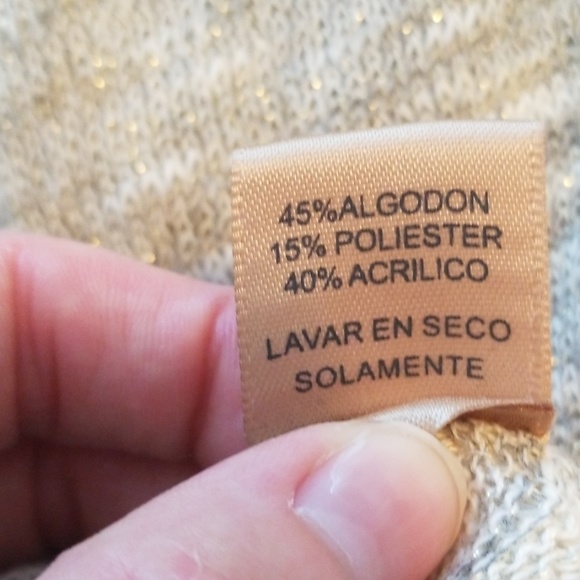 45%ALGODON
15% POLIESTER
40% ACRILICO
LAVAR EN SECO
SOLAMENTE